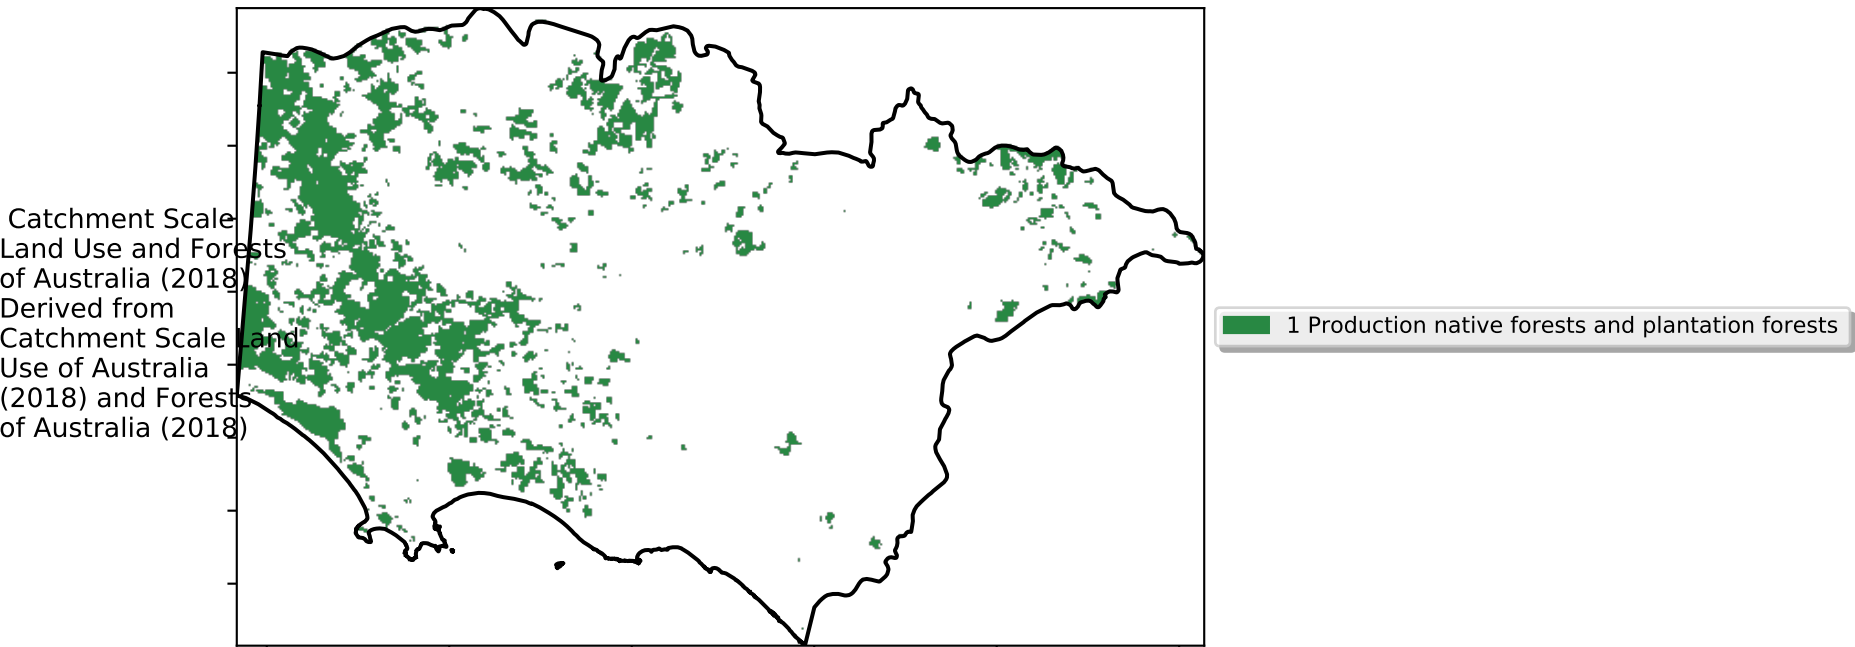 Catchment Scale
Land Use and Forests
of Australia (2018)
Derived from
Catchment Scale Land
Use of Australia
(2018) and Forests
of Australia (2018)
1 Production native forests and plantation forests